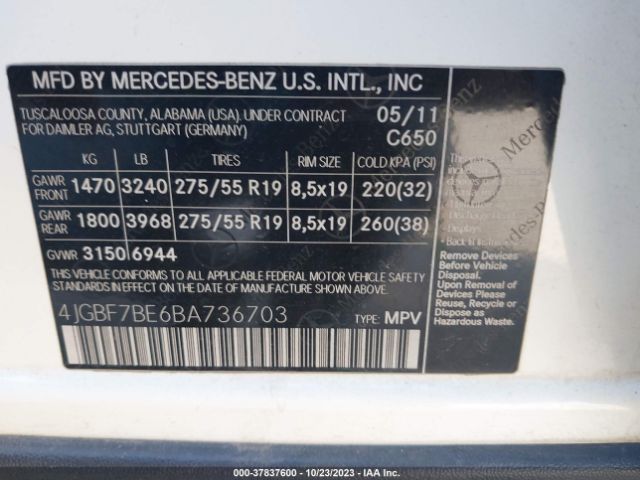 MFD BY MERCEDES-BENZ U.S. INTL., INC
TUSCALOOSA COUNTY, ALABAMA (USA). UNDER CONTRACT 05/11
FOR DAIMLER AG, STUTTGART (GERMANY) C650
KG LB TIRES RIM SIZE COLD KPA (PSI)
GAWR FRONT 1470 3240 275/55 R19 8,5x19 220(32)
GAWR REAR 1800 3968 275/55 R19 8,5x19 260(38)
GVWR 3150 6944
THIS VEHICLE CONFORMS TO ALL APPLICABLE FEDERAL MOTOR VEHICLE SAFETY
STANDARDS IN EFFECT ON THE DATE OF MANUFACTURE SHOWN ABOVE.
4JGBF7BE6BA736703
TYPE: MPV
Discharge Headlamps
Displays
Remove Devices
Before Vehicle
Disposal.
Upon Removal of
Devices Please
Reuse, Recycle or
Dispose as
Hazardous Waste.
Mercedes-Benz
000-37837600 - 10/23/2023 - IAA Inc.